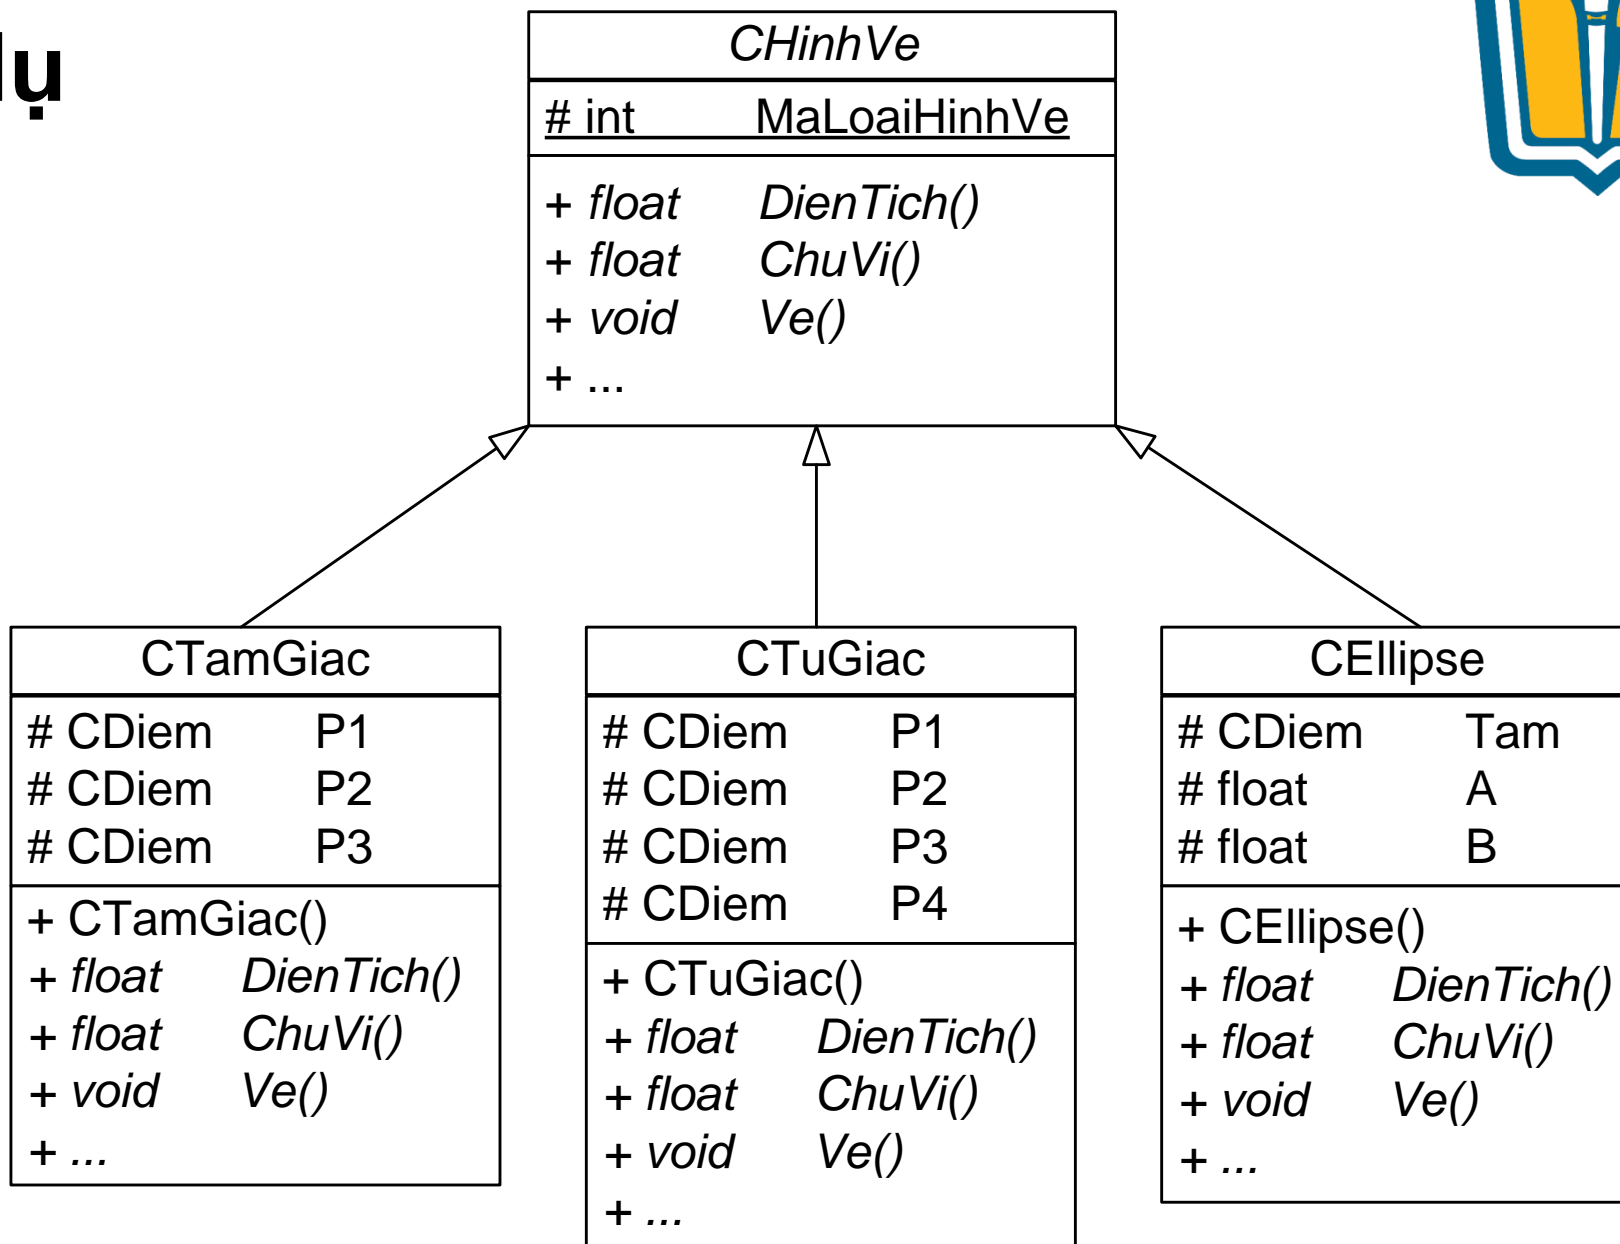 CHinhVe
# int MaLoaiHinhVe
+ float DienTich()
+ float ChuVi()
+ void Ve()
+ ...
CTamGiac
# CDiem P1
# CDiem P2
# CDiem P3
+ CTamGiac()
+ float DienTich()
+ float ChuVi()
+ void Ve()
+ ...
CTuGiac
# CDiem P1
# CDiem P2
# CDiem P3
# CDiem P4
+ CTuGiac()
+ float DienTich()
+ float ChuVi()
+ void Ve()
+ ...
CEllipse
# CDiem Tam
# float A
# float B
+ CEllipse()
+ float DienTich()
+ float ChuVi()
+ void Ve()
+ ...